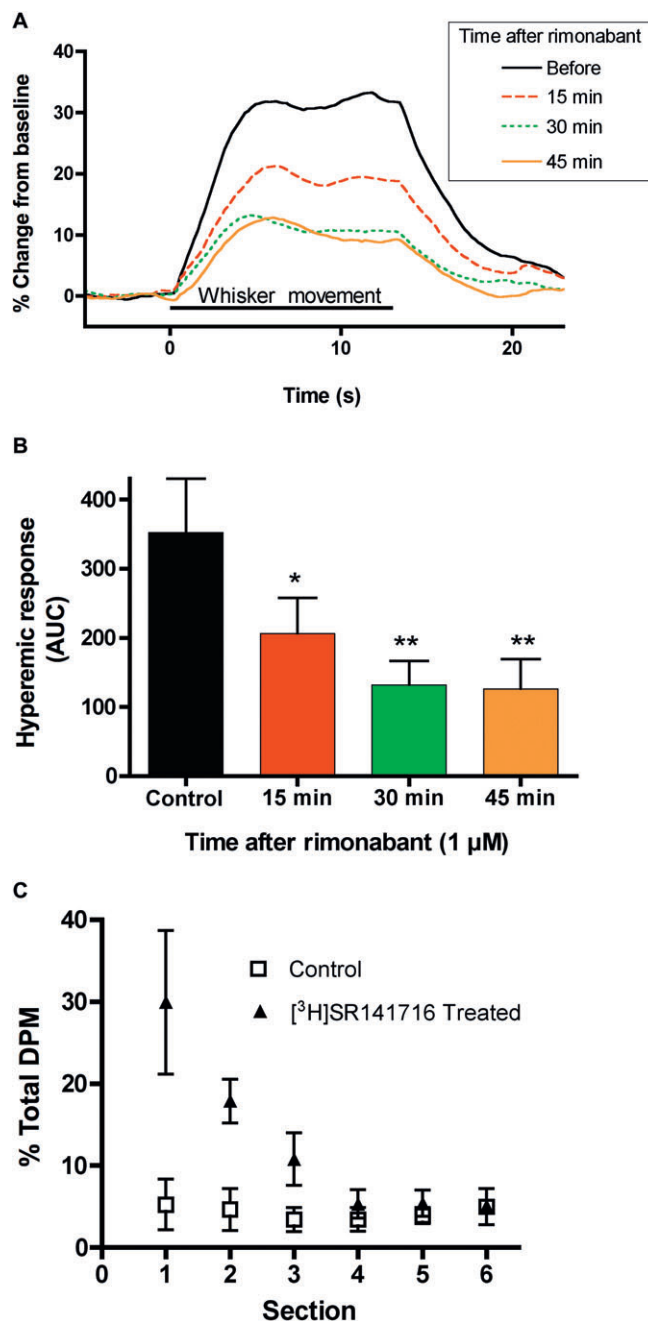 A
Time after rimonabant
Before
15 min
30 min
45 min
% Change from baseline
40
30
20
10
0
Whisker movement
0
10
20
Time (s)
B
Hyperemic response
(AUC)
400
300
200
100
0
*
**
**
Control
15 min
30 min
45 min
Time after rimonabant (1 µM)
C
% Total DPM
40
30
20
10
0
Control
[³H]SR141716 Treated
0
1
2
3
4
5
6
Section